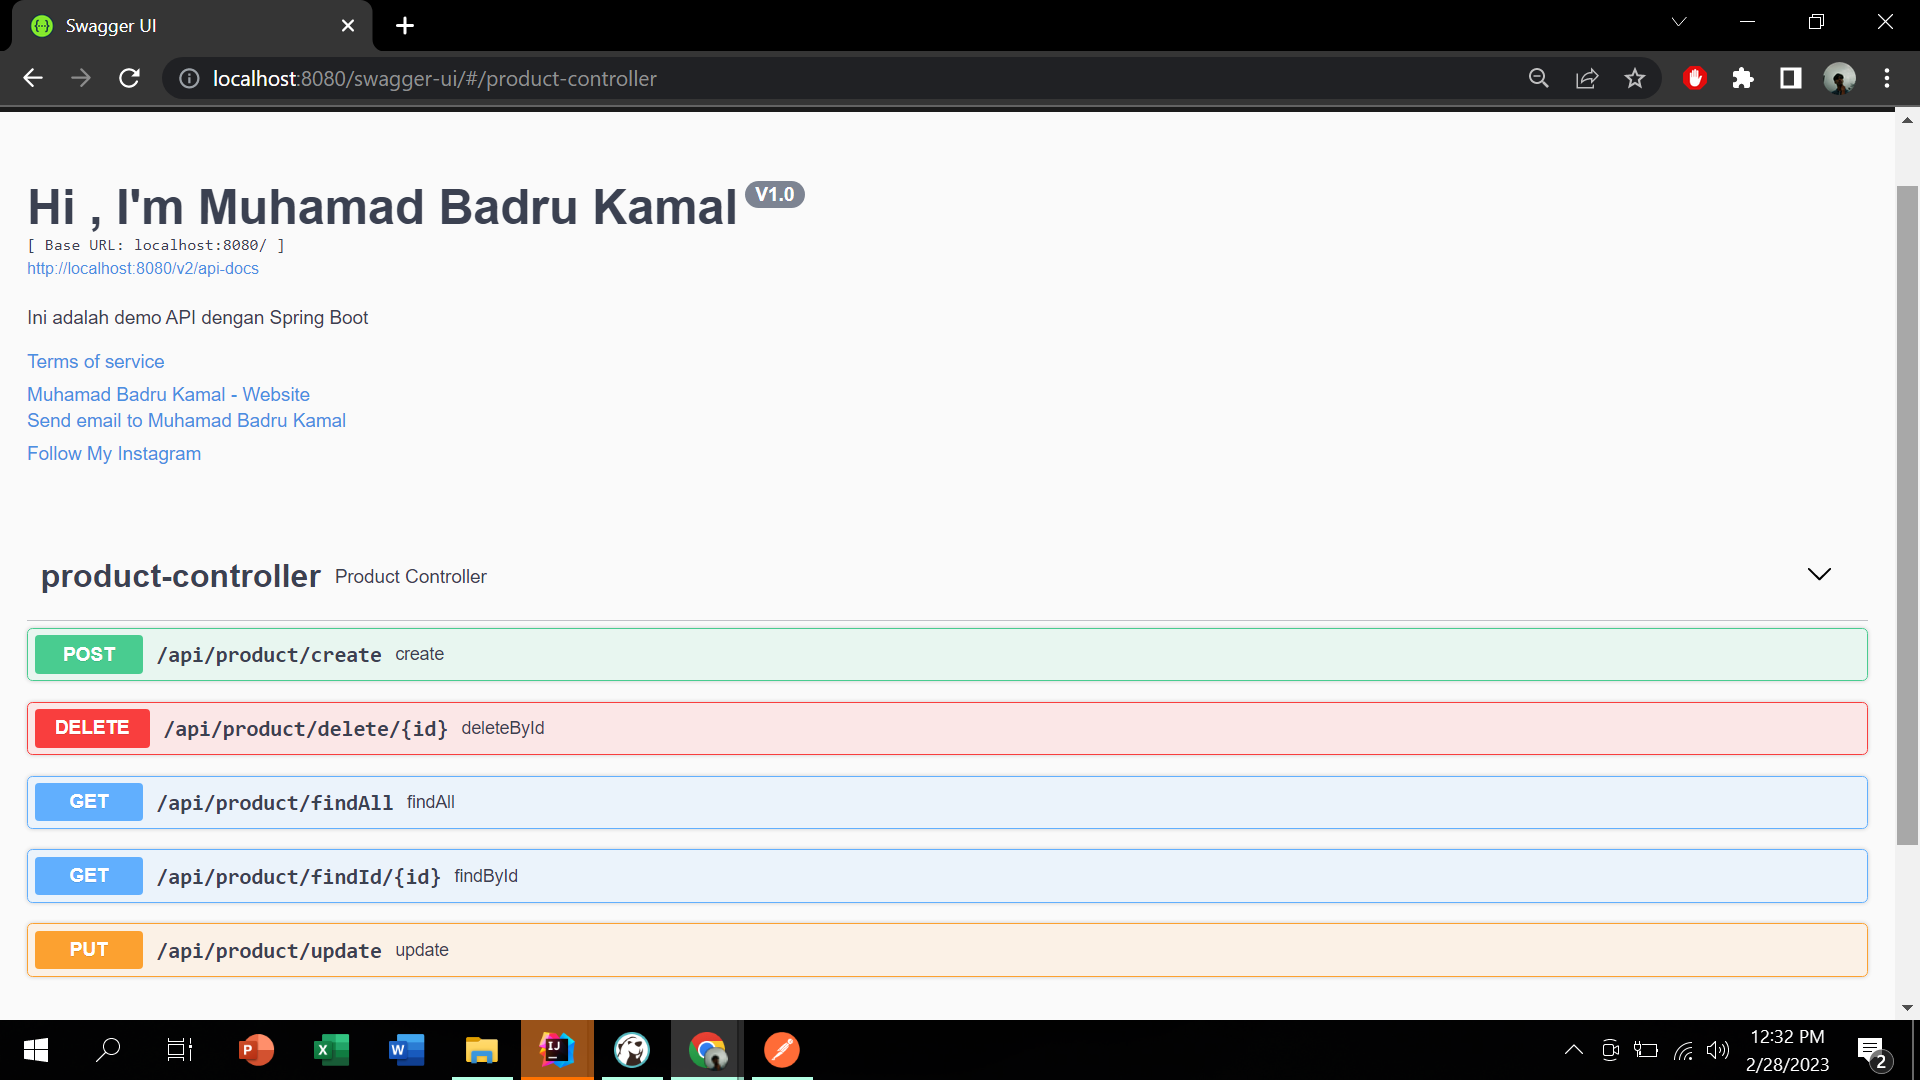 Swagger UI
localhost:8080/swagger-ui/#/product-controller
Hi , I'm Muhamad Badru Kamal V1.0
[ Base URL: localhost:8080/ ]
http://localhost:8080/v2/api-docs
Ini adalah demo API dengan Spring Boot
Terms of service
Muhamad Badru Kamal - Website
Send email to Muhamad Badru Kamal
Follow My Instagram
product-controller Product Controller
POST /api/product/create create
DELETE /api/product/delete/{id} deleteById
GET /api/product/findAll findAll
GET /api/product/findId/{id} findById
PUT /api/product/update update
P X W IJ
12:32 PM
2/28/2023
2